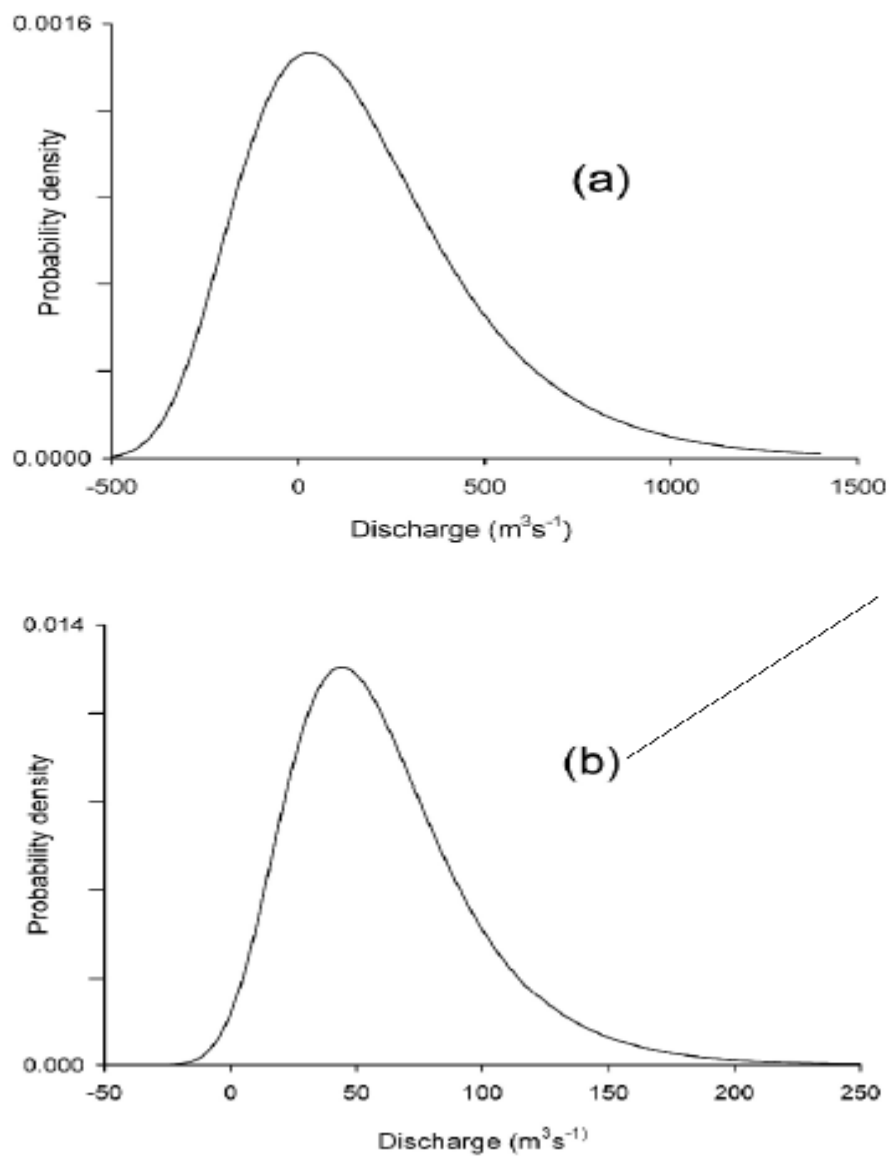 0.0016
Probability density
(a)
0.0000
-500 0 500 1000 1500
Discharge (m³s⁻¹)
0.014
Probability density
(b)
0.000
-50 0 50 100 150 200 250
Discharge (m³s⁻¹)